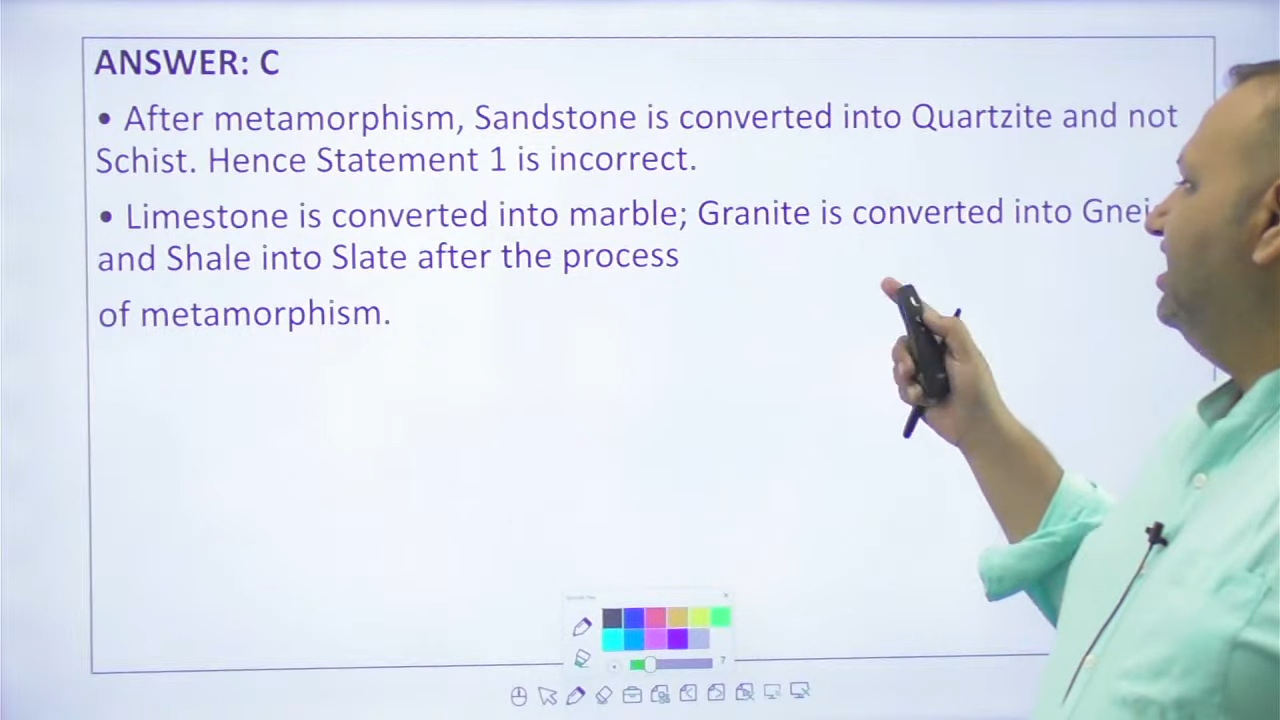 ANSWER: C
• After metamorphism, Sandstone is converted into Quartzite and not
Schist. Hence Statement 1 is incorrect.
• Limestone is converted into marble; Granite is converted into
and Shale into Slate after the process
of metamorphism.
7